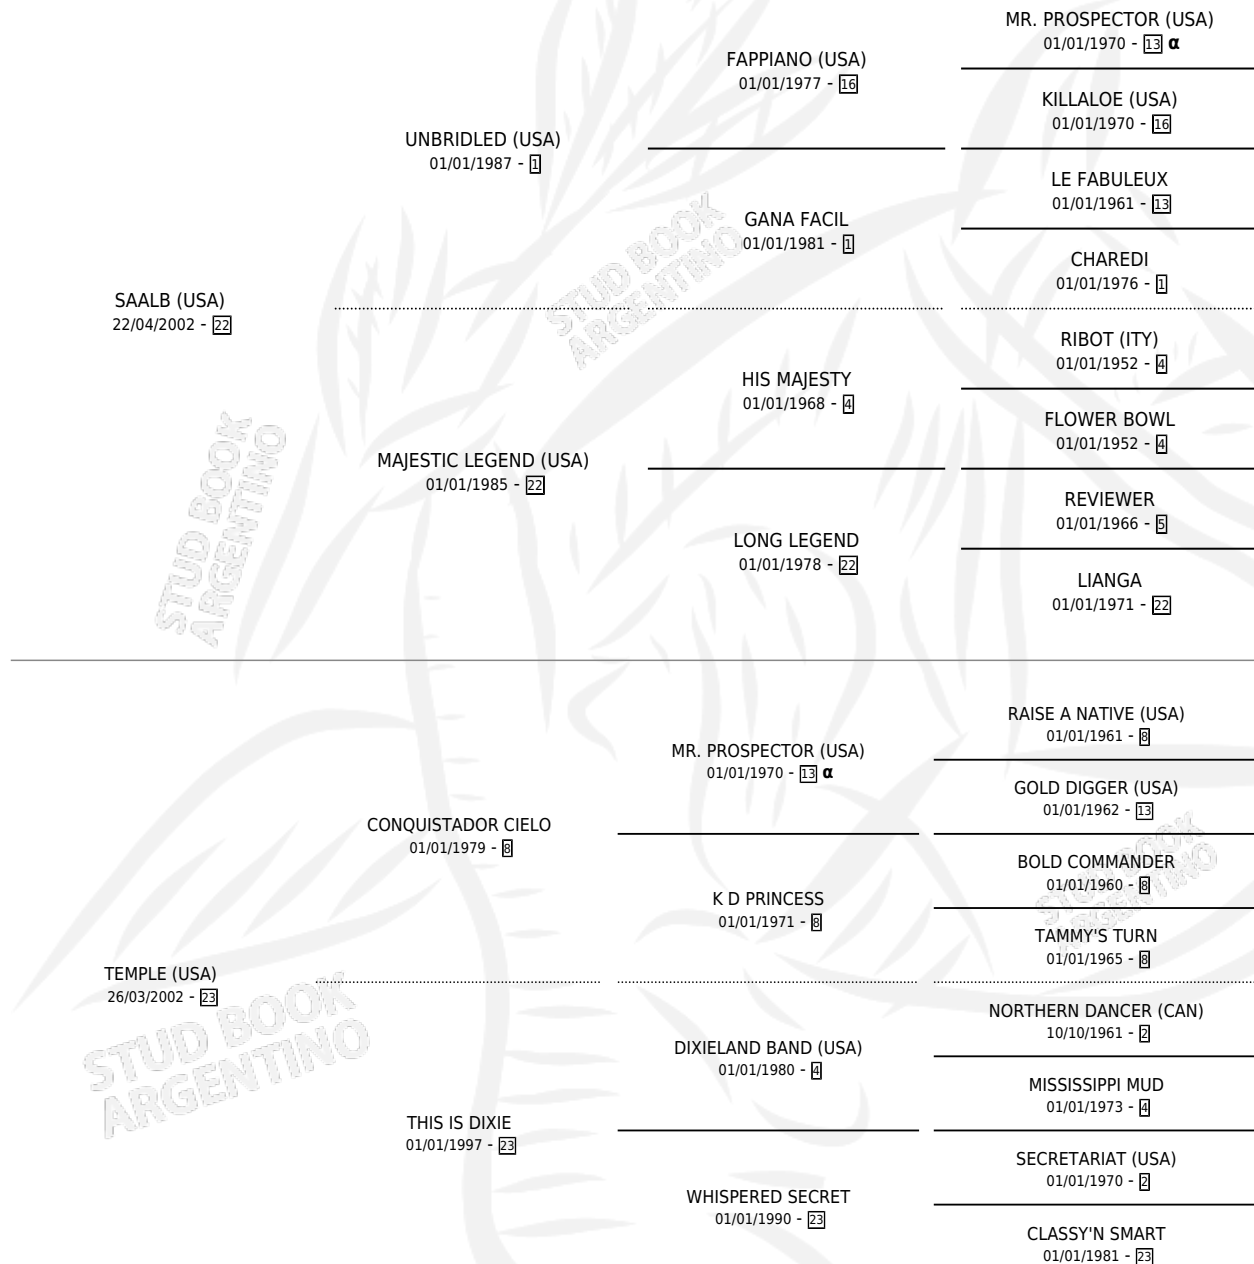 MR. PROSPECTOR (USA)
01/01/1970 - 13 α
FAPPIANO (USA)
01/01/1977 - 16
KILLALOE (USA)
01/01/1970 - 16
UNBRIDLED (USA)
01/01/1987 - 1
LE FABULEUX
01/01/1961 - 13
GANA FACIL
01/01/1981 - 1
CHAREDI
01/01/1976 - 1
SAALB (USA)
22/04/2002 - 22
RIBOT (ITY)
01/01/1952 - 4
HIS MAJESTY
01/01/1968 - 4
FLOWER BOWL
01/01/1952 - 4
MAJESTIC LEGEND (USA)
01/01/1985 - 22
REVIEWER
01/01/1966 - 5
LONG LEGEND
01/01/1978 - 22
LIANGA
01/01/1971 - 22
RAISE A NATIVE (USA)
01/01/1961 - 8
MR. PROSPECTOR (USA)
01/01/1970 - 13 α
GOLD DIGGER (USA)
01/01/1962 - 13
CONQUISTADOR CIELO
01/01/1979 - 8
BOLD COMMANDER
01/01/1960 - 8
K D PRINCESS
01/01/1971 - 8
TAMMY'S TURN
01/01/1965 - 8
TEMPLE (USA)
26/03/2002 - 23
NORTHERN DANCER (CAN)
10/10/1961 - 2
DIXIELAND BAND (USA)
01/01/1980 - 4
MISSISSIPPI MUD
01/01/1973 - 4
THIS IS DIXIE
01/01/1997 - 23
SECRETARIAT (USA)
01/01/1970 - 2
WHISPERED SECRET
01/01/1990 - 23
CLASSY'N SMART
01/01/1981 - 23
STUD BOOK
ARGENTINO
STUD BOOK
ARGENTINO
STUD BOOK
ARGENTINO
STUD BOOK
ARGENTINO